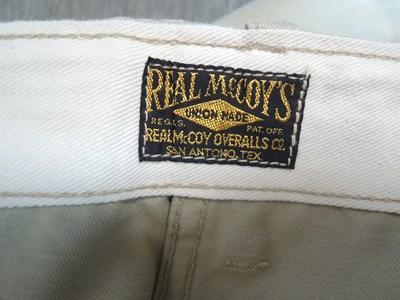 REAL McCOY'S
UNION MADE
REG.I.S. PAT. OFF.
REAL McCOY OVERALLS CO.
SAN ANTONIO, TEX